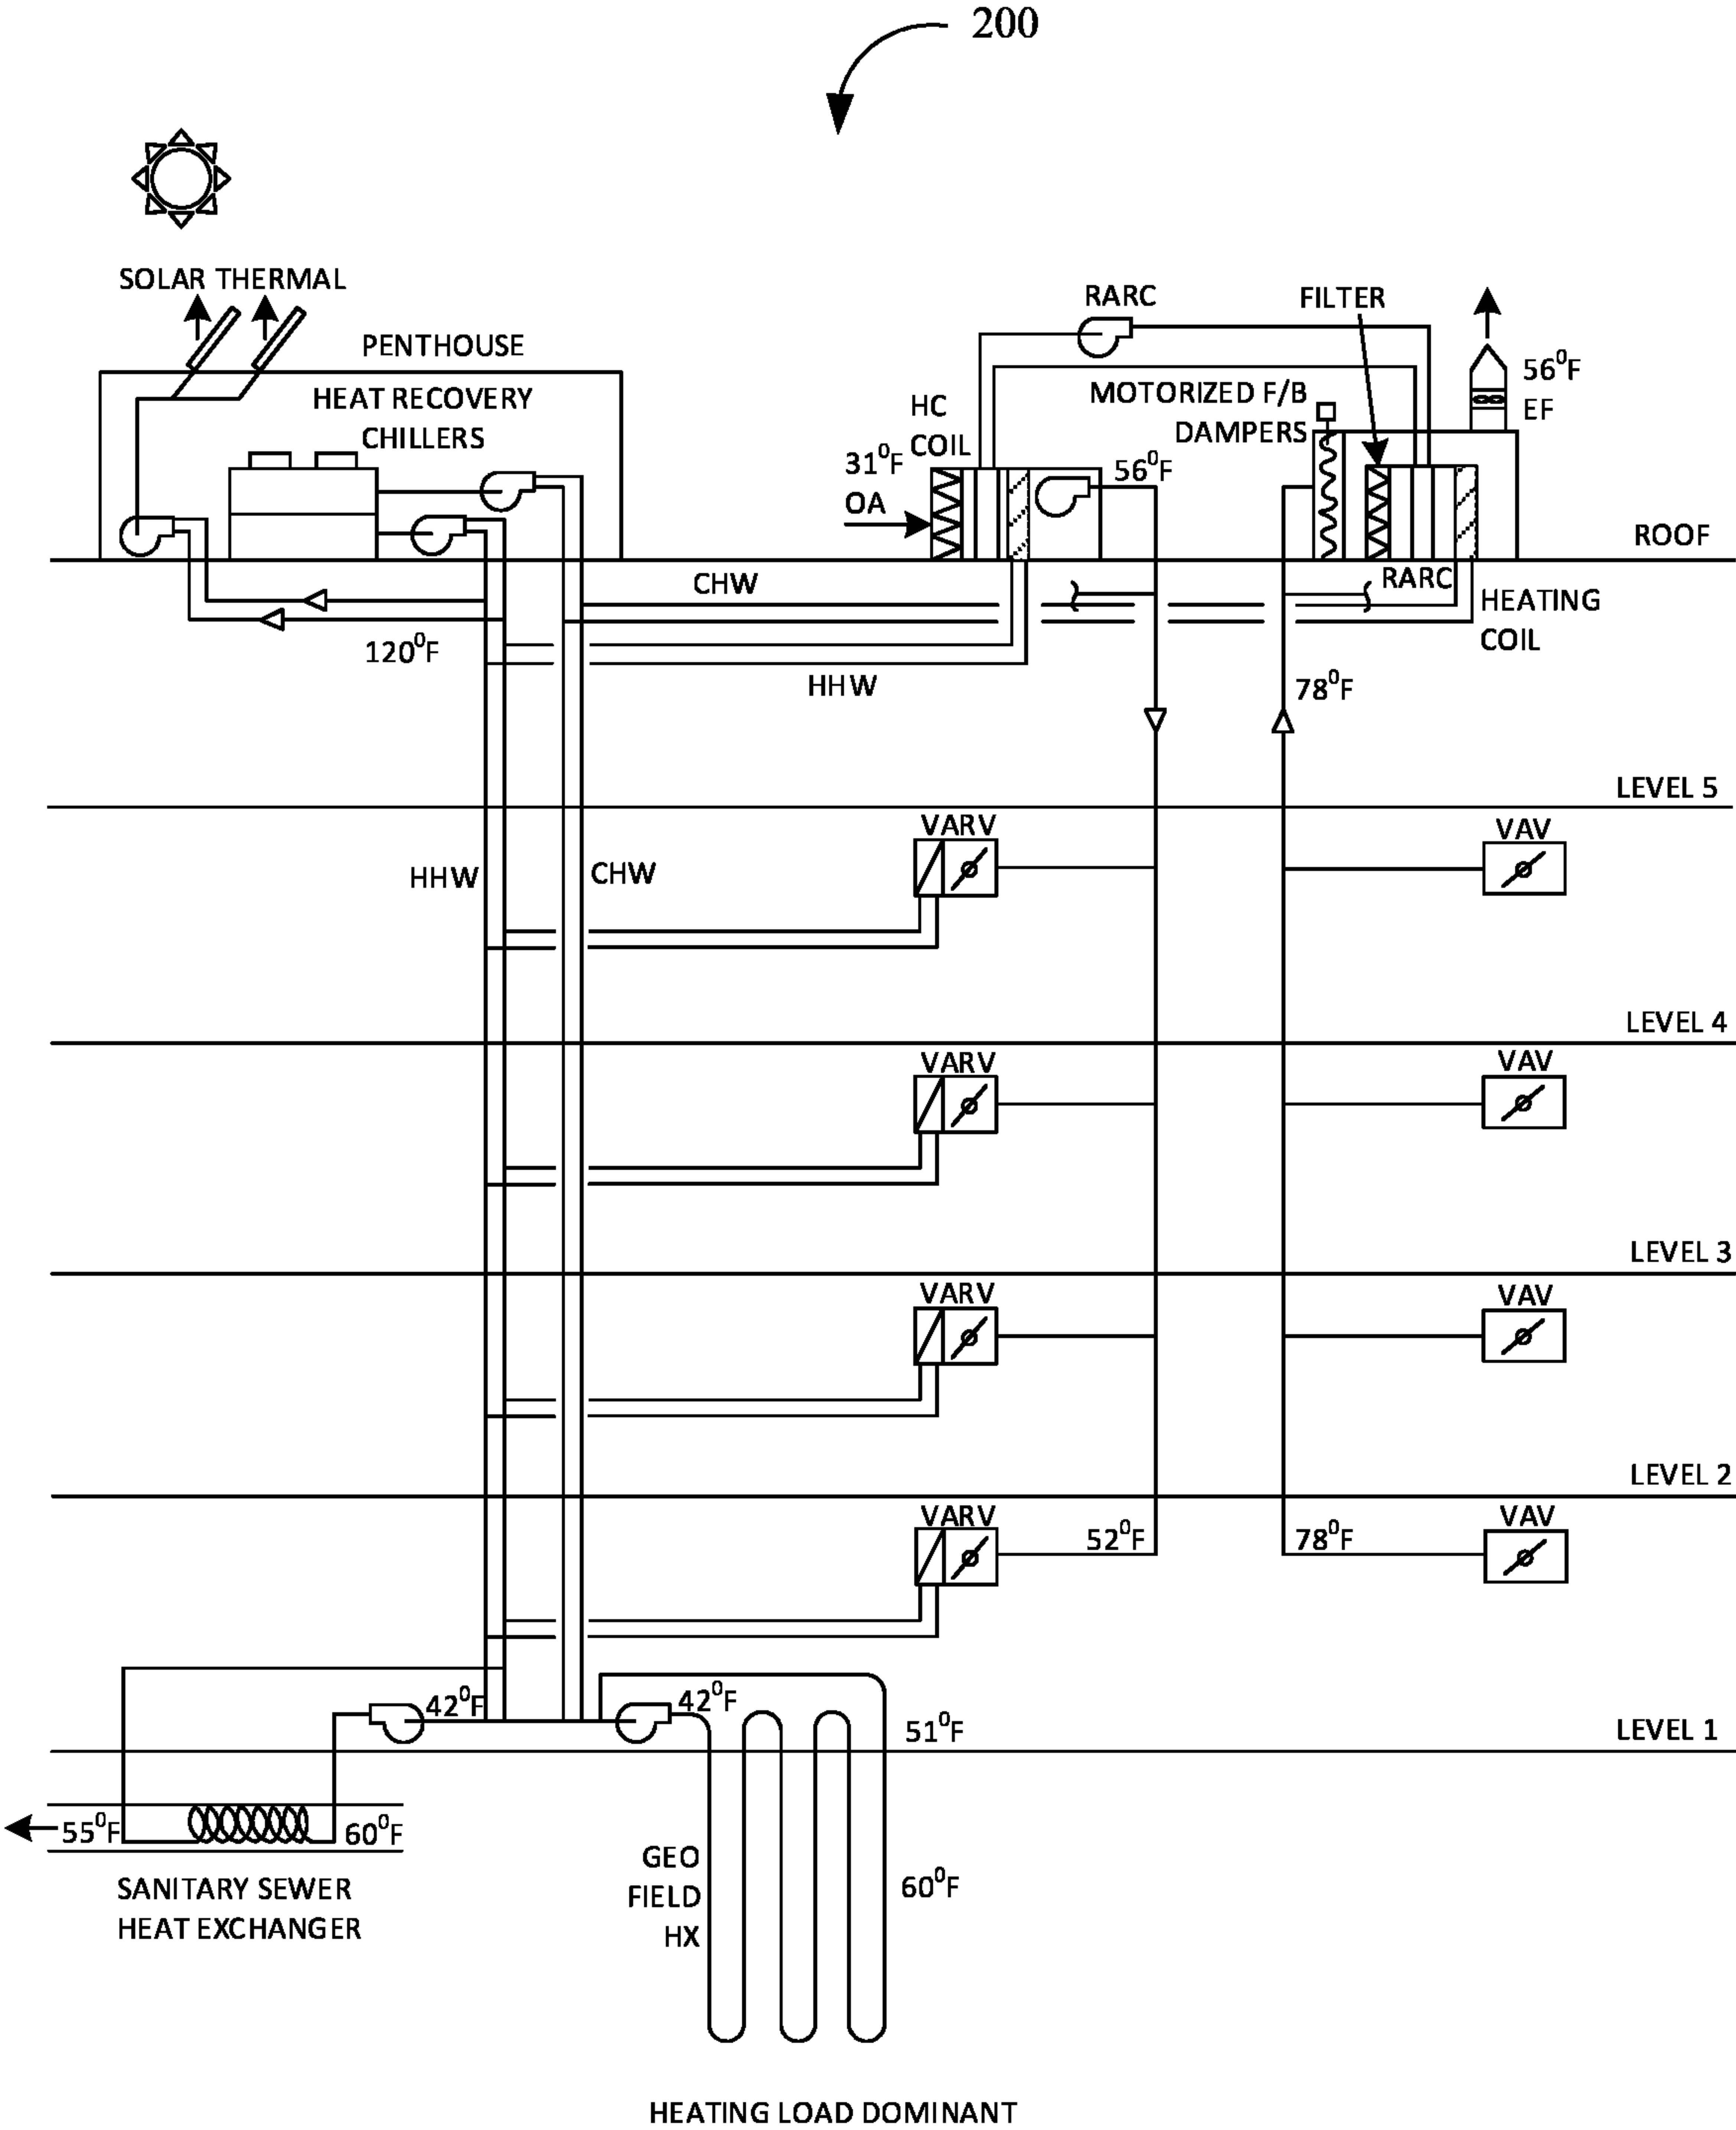 200
SOLAR THERMAL
PENTHOUSE
HEAT RECOVERY
CHILLERS
RARC
FILTER
MOTORIZED F/B
DAMPERS
56⁰F
EF
HC
COIL
31⁰F
OA
56⁰F
ROOF
CHW
RARC
HEATING
COIL
120⁰F
HHW
78⁰F
LEVEL 5
VARV
VAV
HHW
CHW
LEVEL 4
VARV
VAV
LEVEL 3
VARV
VAV
LEVEL 2
VARV
VAV
52⁰F
78⁰F
42⁰F
42⁰F
51⁰F
LEVEL 1
55⁰F
60⁰F
SANITARY SEWER
HEAT EXCHANGER
GEO
FIELD
HX
60⁰F
HEATING LOAD DOMINANT